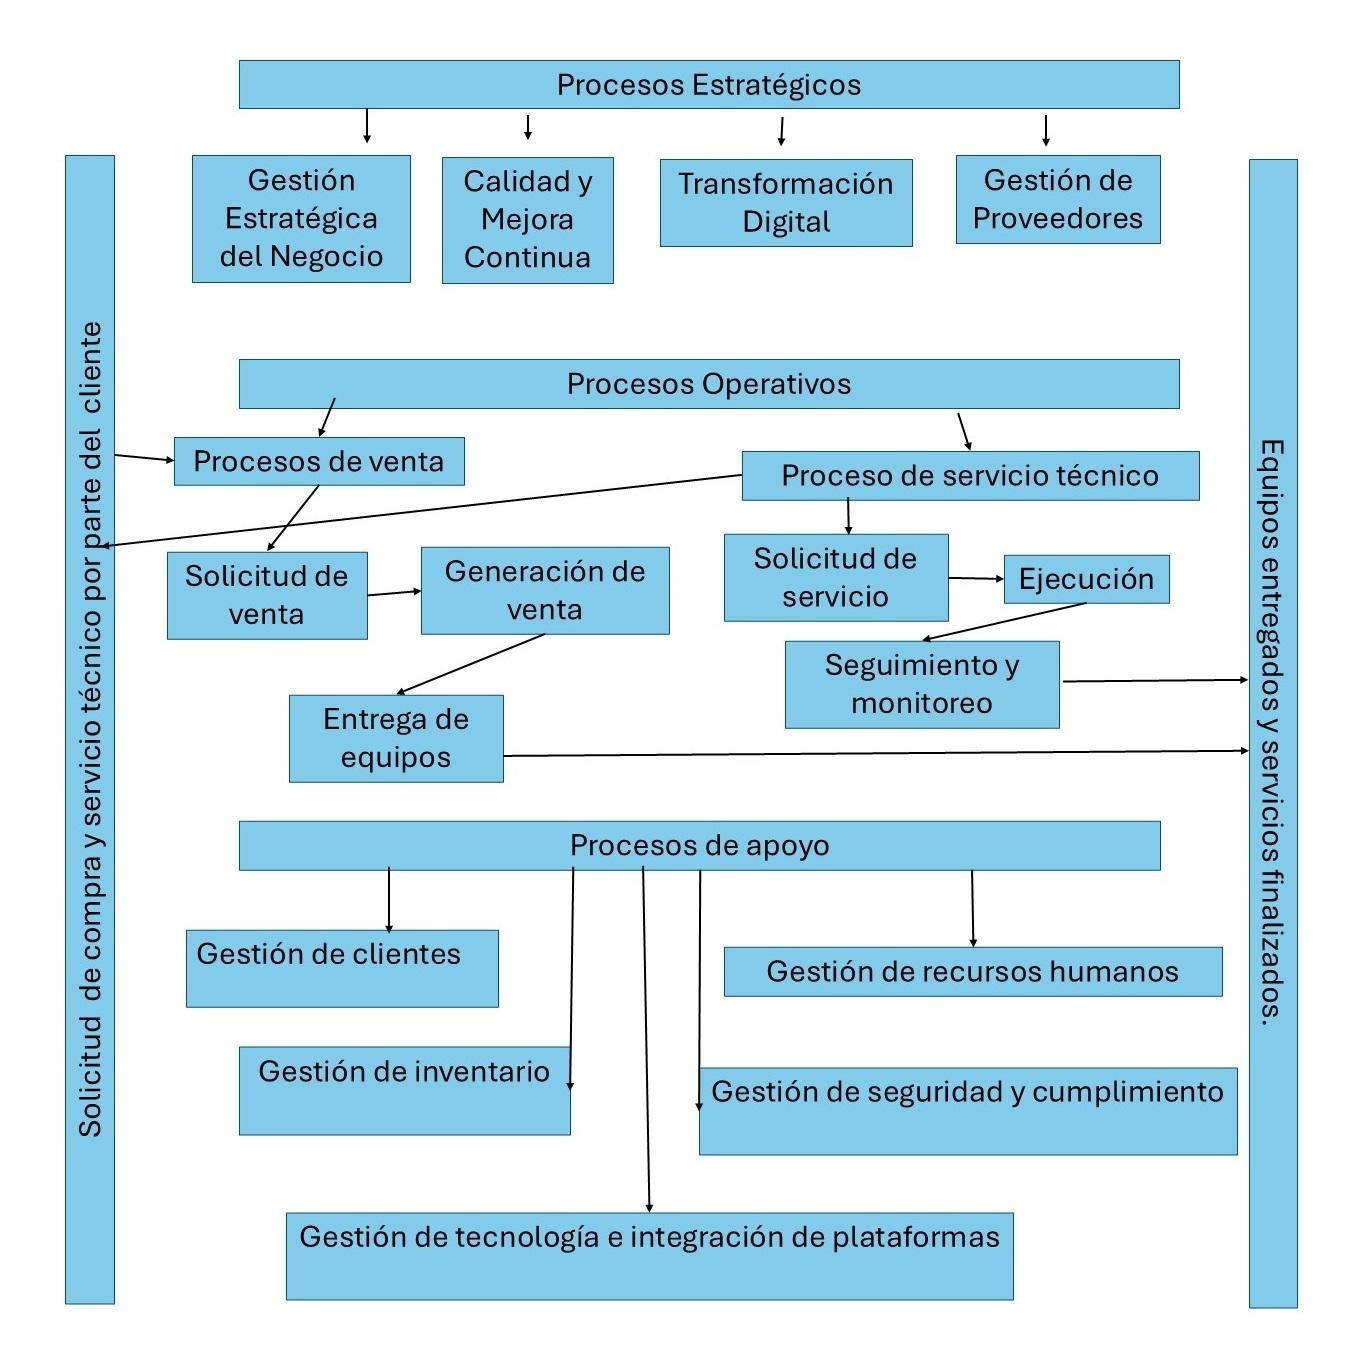 Procesos Estratégicos
Gestión
Estratégica
del Negocio
Calidad y
Mejora
Continua
Transformación
Digital
Gestión de
Proveedores
Solicitud  de compra y servicio técnico por parte del  cliente
Procesos Operativos
Procesos de venta
Proceso de servicio técnico
Solicitud de
venta
Generación de
venta
Solicitud de
servicio
Ejecución
Seguimiento y
monitoreo
Entrega de
equipos
Equipos entregados y servicios finalizados.
Procesos de apoyo
Gestión de clientes
Gestión de recursos humanos
Gestión de inventario
Gestión de seguridad y cumplimiento
Gestión de tecnología e integración de plataformas